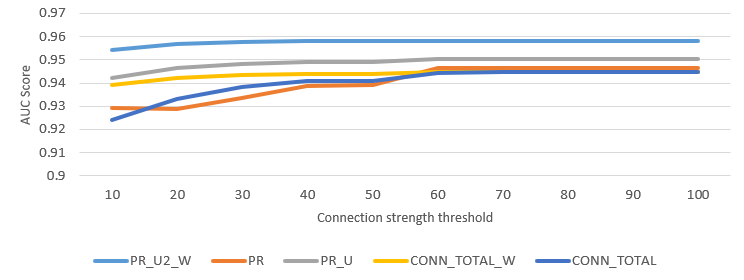 0.97
0.96
0.95
0.94
0.93
0.92
0.91
0.9
AUC Score
10 20 30 40 50 60 70 80 90 100
Connection strength threshold
PR_U2_W PR PR_U CONN_TOTAL_W CONN_TOTAL